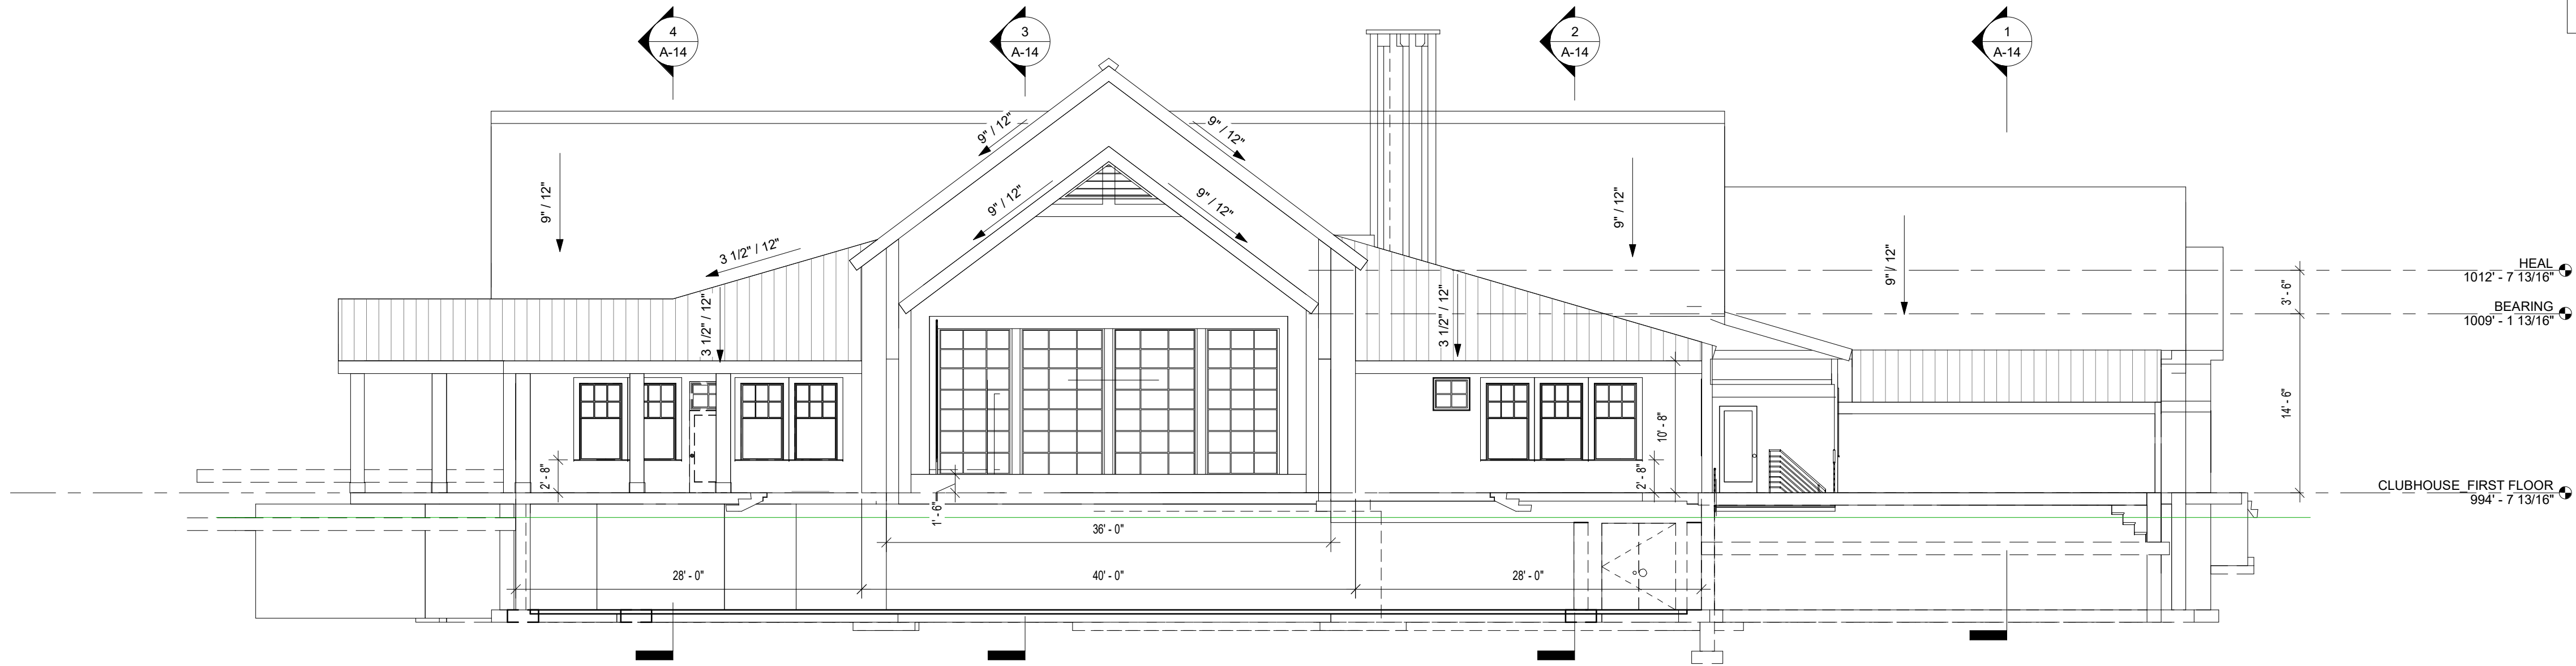 4
A-14
3
A-14
2
A-14
1
A-14
9" / 12"
9" / 12"
9" / 12"
9" / 12"
9" / 12"
9" / 12"
9" / 12"
3 1/2" / 12"
3 1/2" / 12"
3 1/2" / 12"
HEAL
1012' - 7 13/16"
3' - 6"
BEARING
1009' - 1 13/16"
14' - 6"
10' - 8"
2' - 8"
2' - 8"
CLUBHOUSE_FIRST FLOOR
994' - 7 13/16"
1' - 6"
36' - 0"
28' - 0"
40' - 0"
28' - 0"